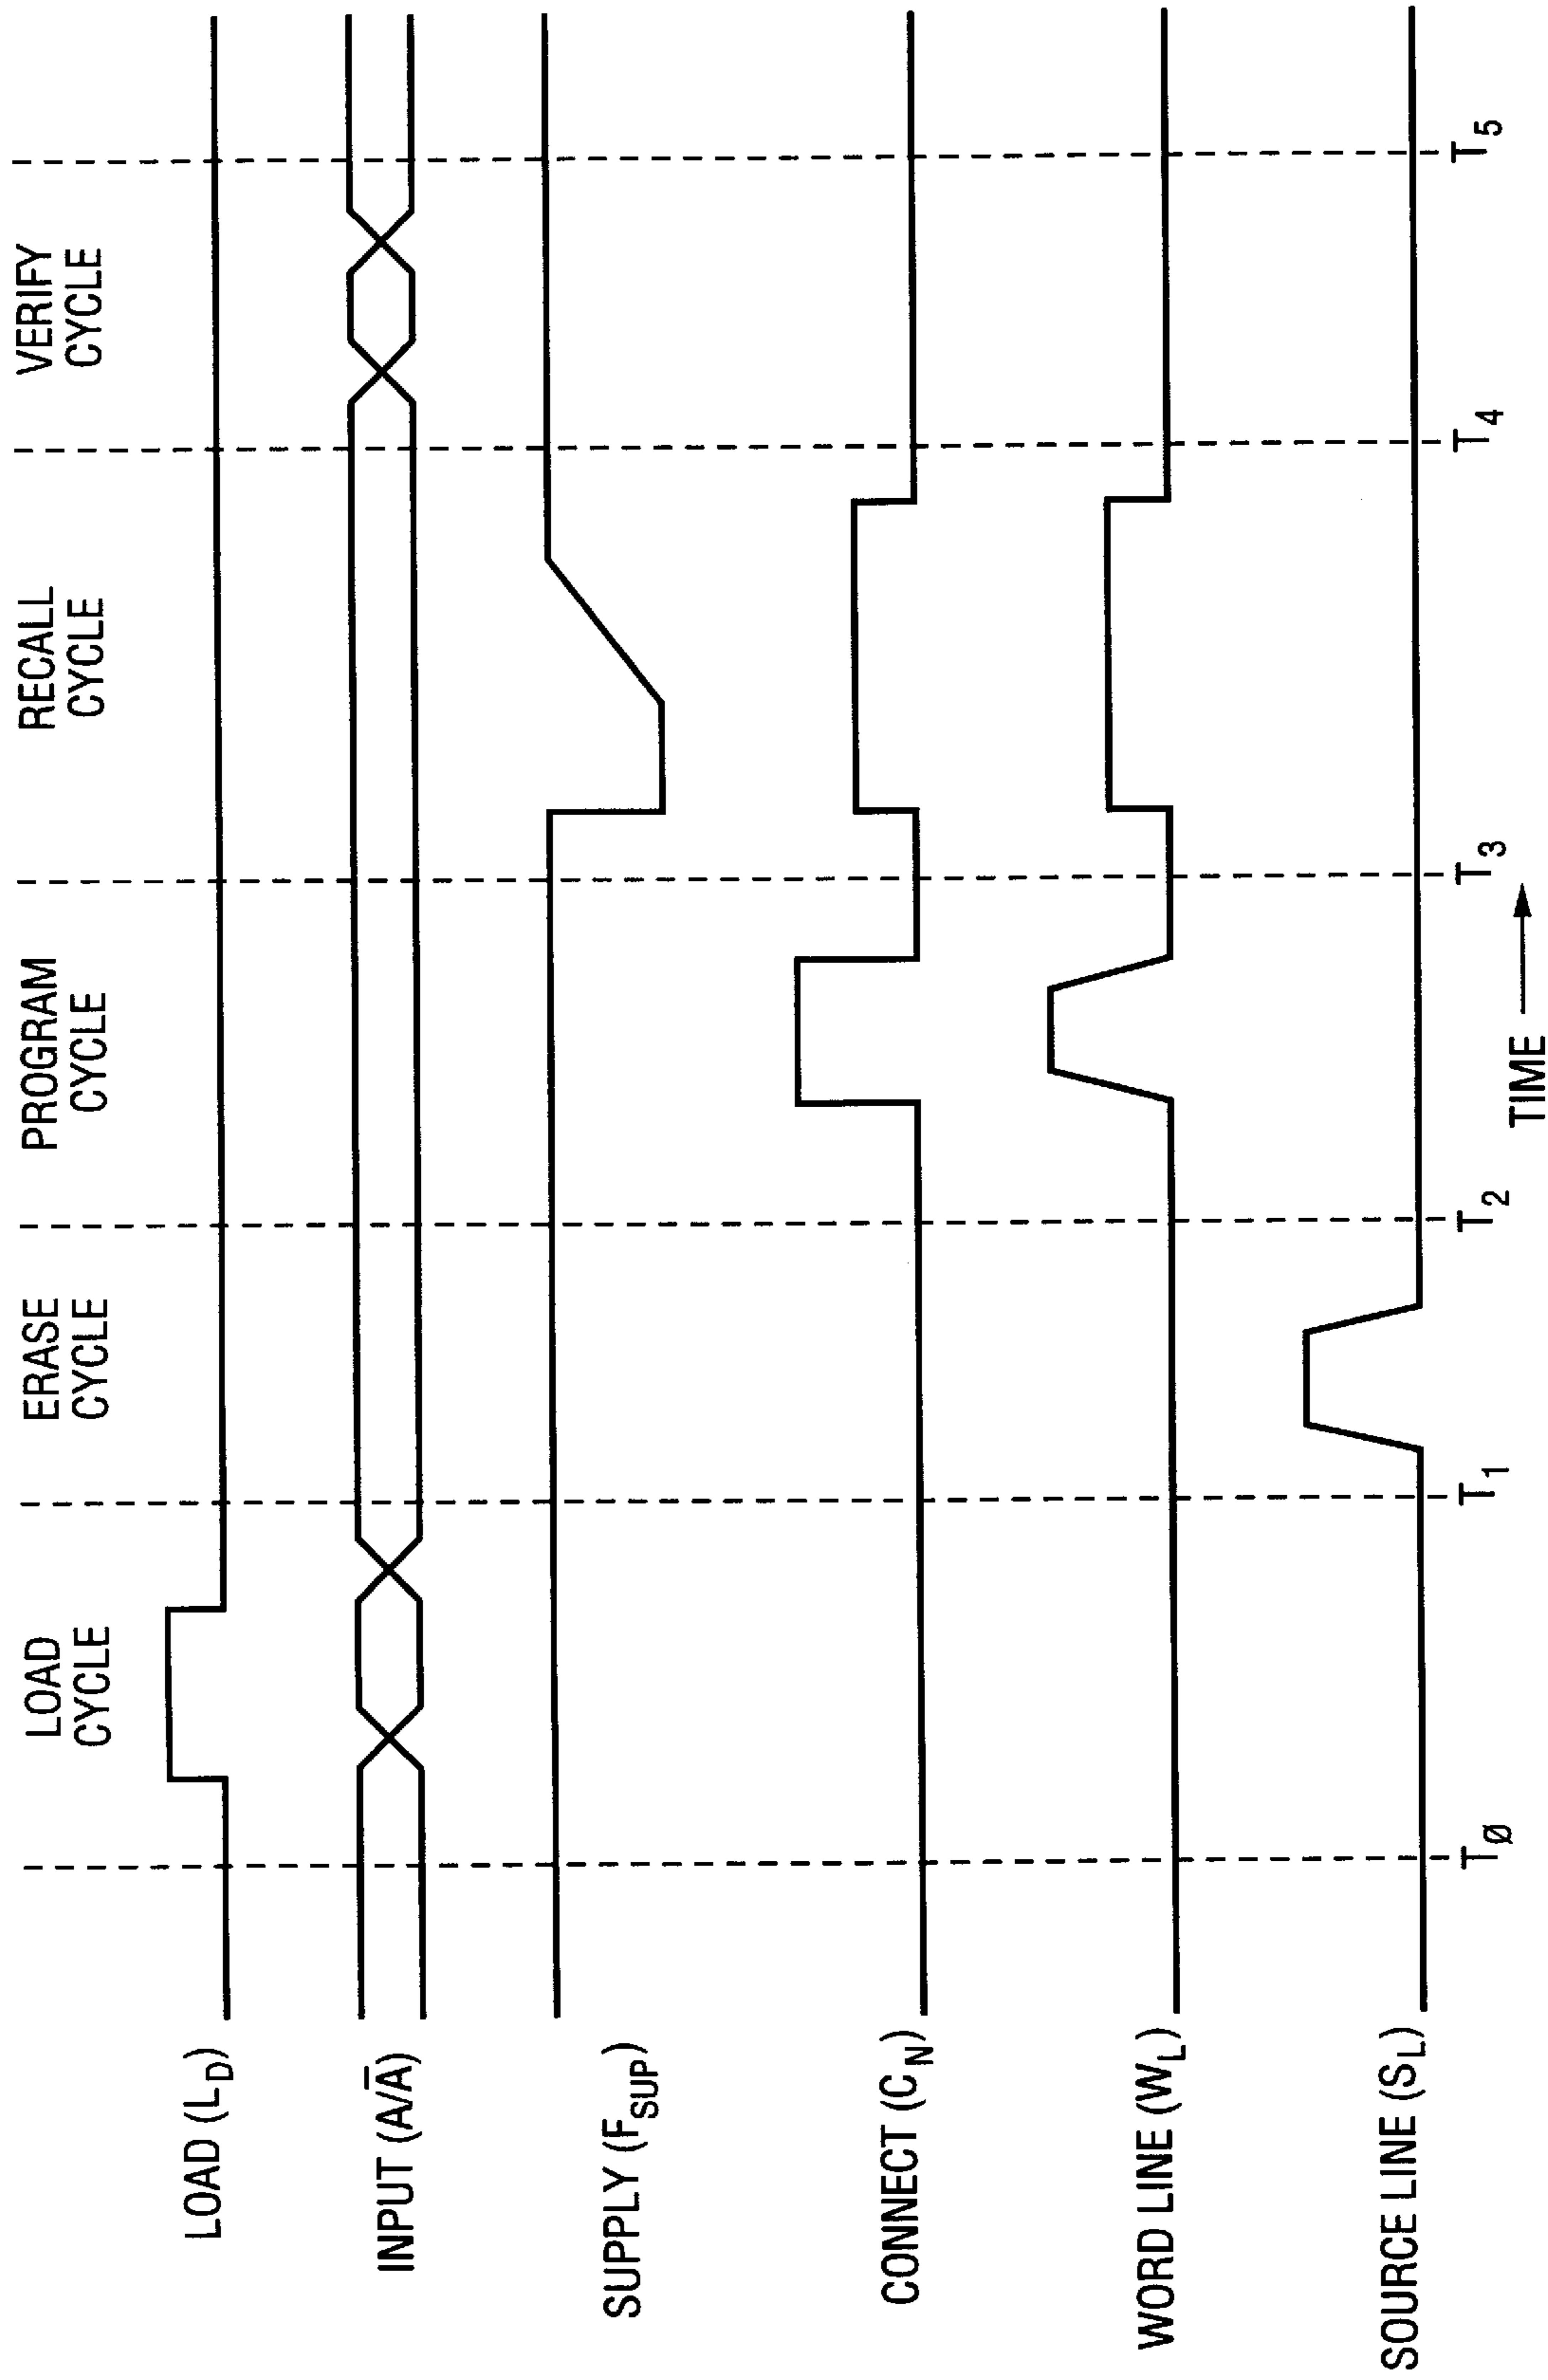 LOAD
CYCLE
ERASE
CYCLE
PROGRAM
CYCLE
RECALL
CYCLE
VERIFY
CYCLE
LOAD (L_D)
INPUT (A/A̅)
SUPPLY (F_SUP)
CONNECT (C_N)
WORD LINE (W_L)
SOURCE LINE (S_L)
T_Ø
T_1
T_2
T_3
T_4
T_5
TIME →